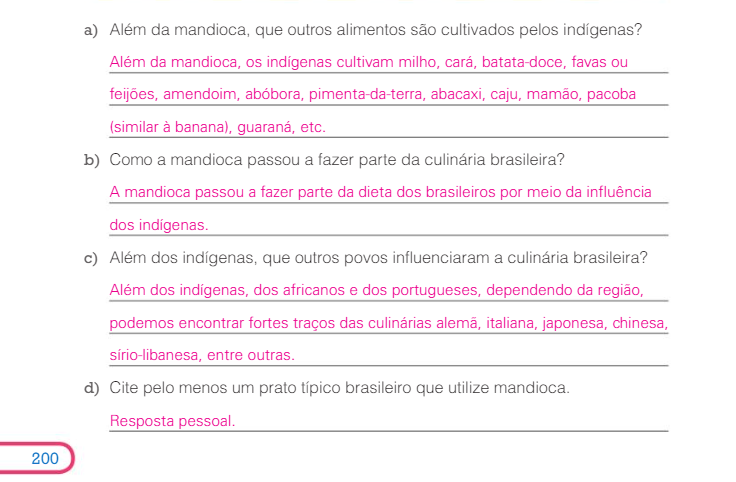 a) Além da mandioca, que outros alimentos são cultivados pelos indígenas?
Além da mandioca, os indígenas cultivam milho, cará, batata-doce, favas ou
feijões, amendoim, abóbora, pimenta-da-terra, abacaxi, caju, mamão, pacoba
(similar à banana), guaraná, etc.
b) Como a mandioca passou a fazer parte da culinária brasileira?
A mandioca passou a fazer parte da dieta dos brasileiros por meio da influência
dos indígenas.
c) Além dos indígenas, que outros povos influenciaram a culinária brasileira?
Além dos indígenas, dos africanos e dos portugueses, dependendo da região,
podemos encontrar fortes traços das culinárias alemã, italiana, japonesa, chinesa,
sírio-libanesa, entre outras.
d) Cite pelo menos um prato típico brasileiro que utilize mandioca.
Resposta pessoal.
200